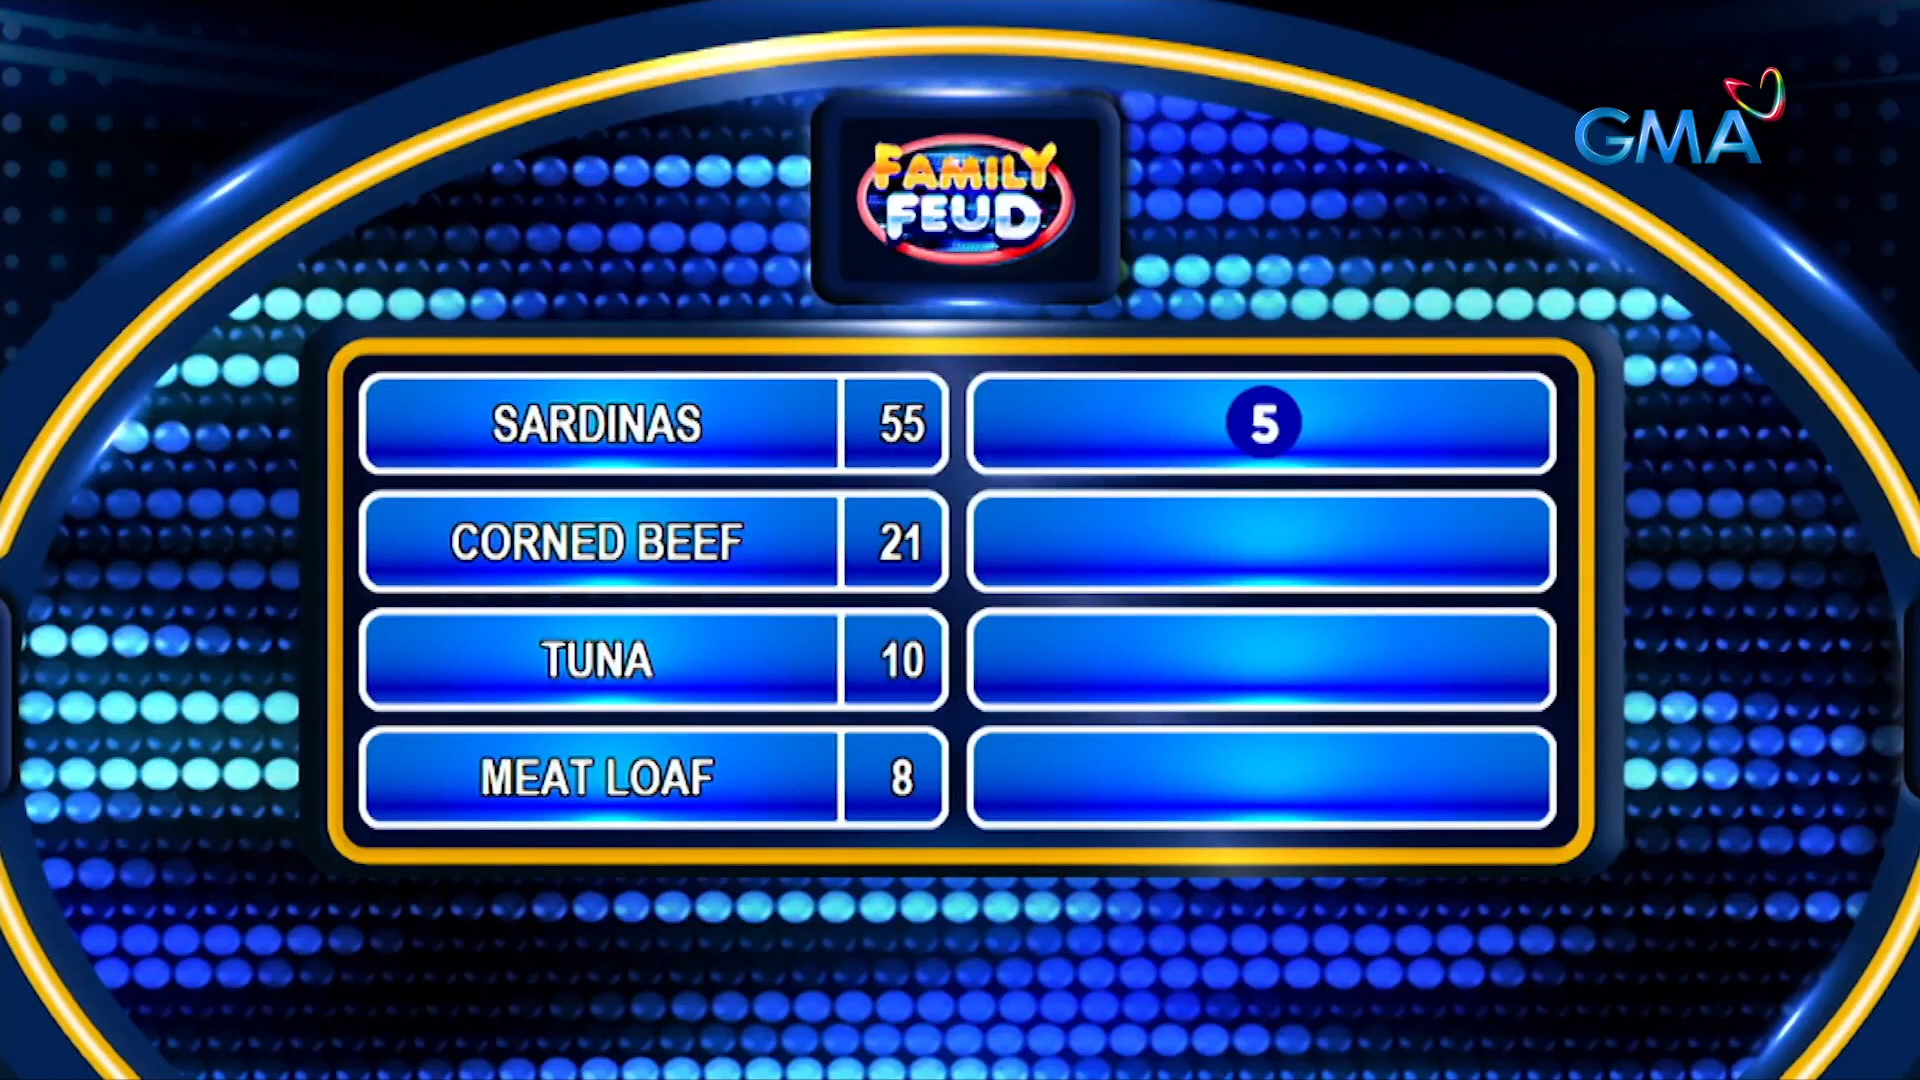 FAMILY
FEUD
GMA
SARDINAS 55
5
CORNED BEEF 21
TUNA 10
MEAT LOAF 8